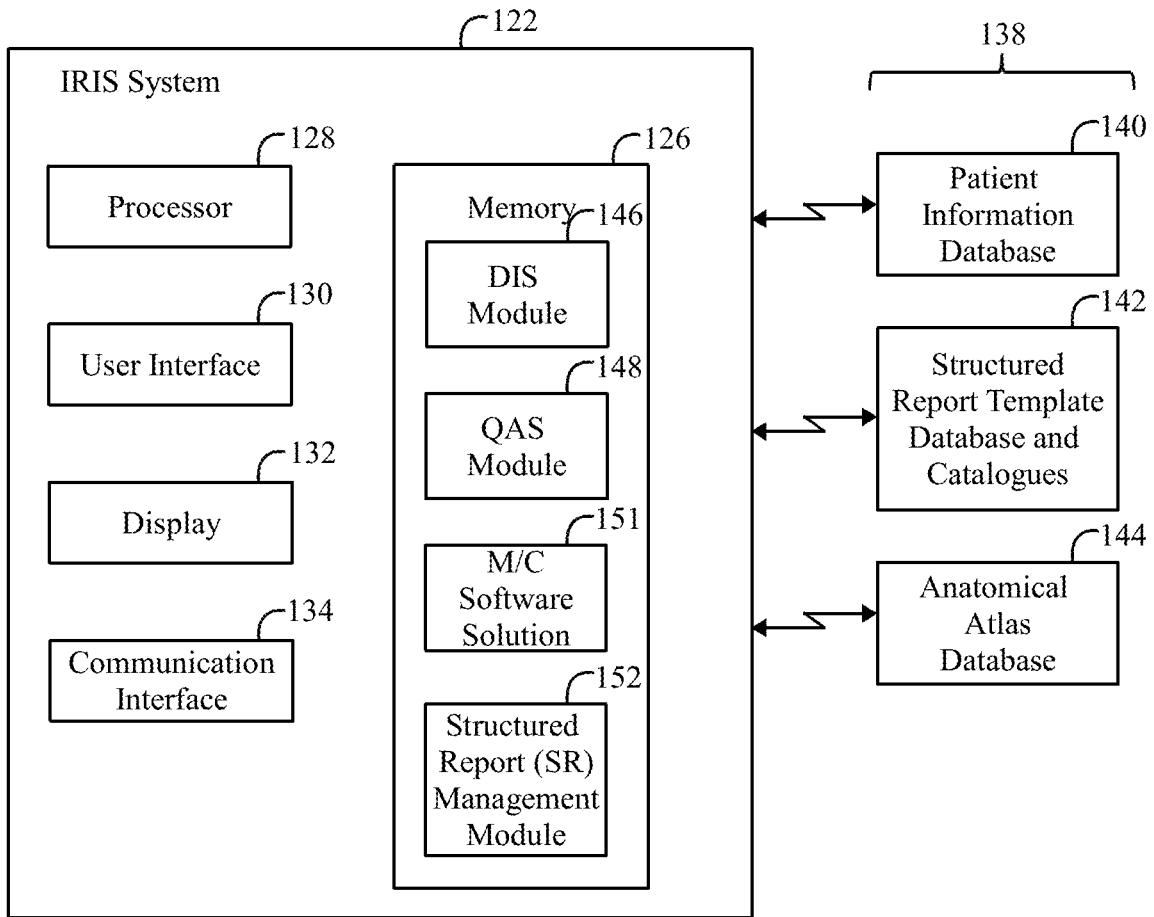 122
138
IRIS System
128
Processor
130
User Interface
132
Display
134
Communication
Interface
126
Memory
146
DIS
Module
148
QAS
Module
151
M/C
Software
Solution
152
Structured
Report (SR)
Management
Module
140
Patient
Information
Database
142
Structured
Report Template
Database and
Catalogues
144
Anatomical
Atlas
Database